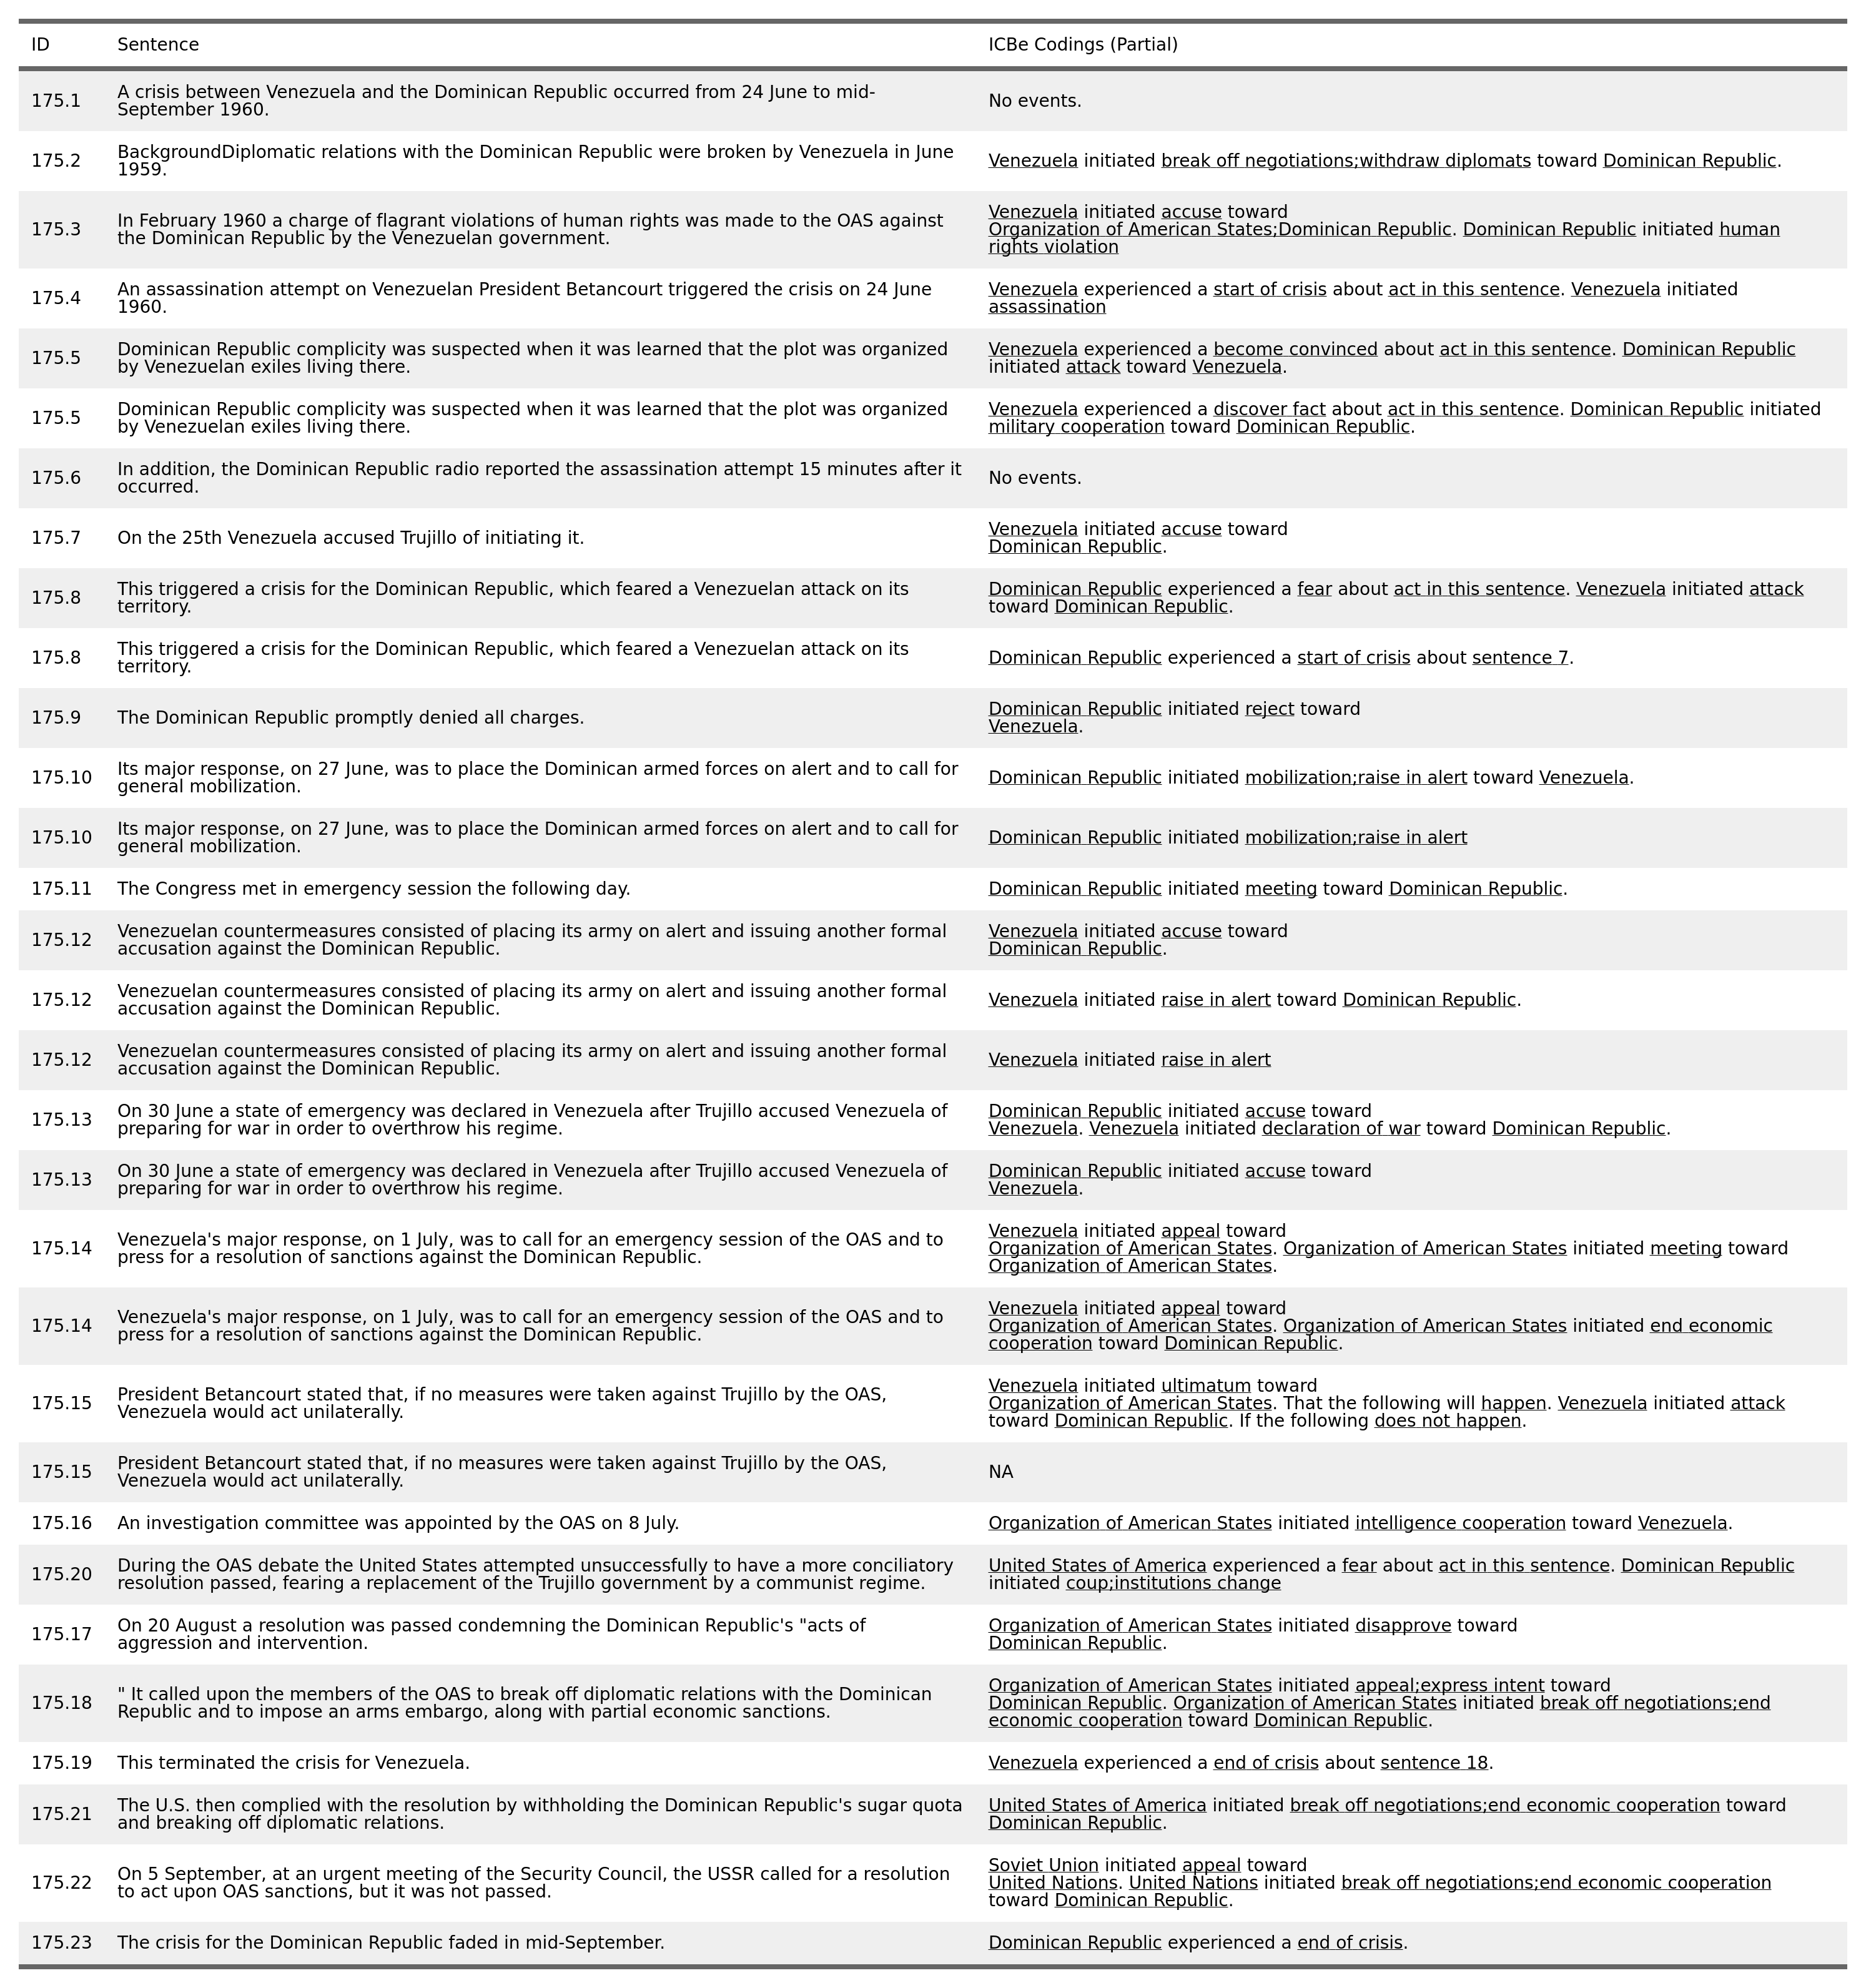 ID Sentence ICBe Codings (Partial)
175.1 A crisis between Venezuela and the Dominican Republic occurred from 24 June to mid-
September 1960. No events.
175.2 BackgroundDiplomatic relations with the Dominican Republic were broken by Venezuela in June
1959. Venezuela initiated break off negotiations;withdraw diplomats toward Dominican Republic.
175.3 In February 1960 a charge of flagrant violations of human rights was made to the OAS against
the Dominican Republic by the Venezuelan government. Venezuela initiated accuse toward
Organization of American States;Dominican Republic. Dominican Republic initiated human
rights violation
175.4 An assassination attempt on Venezuelan President Betancourt triggered the crisis on 24 June
1960. Venezuela experienced a start of crisis about act in this sentence. Venezuela initiated
assassination
175.5 Dominican Republic complicity was suspected when it was learned that the plot was organized
by Venezuelan exiles living there. Venezuela experienced a become convinced about act in this sentence. Dominican Republic
initiated attack toward Venezuela.
175.5 Dominican Republic complicity was suspected when it was learned that the plot was organized
by Venezuelan exiles living there. Venezuela experienced a discover fact about act in this sentence. Dominican Republic initiated
military cooperation toward Dominican Republic.
175.6 In addition, the Dominican Republic radio reported the assassination attempt 15 minutes after it
occurred. No events.
175.7 On the 25th Venezuela accused Trujillo of initiating it. Venezuela initiated accuse toward
Dominican Republic.
175.8 This triggered a crisis for the Dominican Republic, which feared a Venezuelan attack on its
territory. Dominican Republic experienced a fear about act in this sentence. Venezuela initiated attack
toward Dominican Republic.
175.8 This triggered a crisis for the Dominican Republic, which feared a Venezuelan attack on its
territory. Dominican Republic experienced a start of crisis about sentence 7.
175.9 The Dominican Republic promptly denied all charges. Dominican Republic initiated reject toward
Venezuela.
175.10 Its major response, on 27 June, was to place the Dominican armed forces on alert and to call for
general mobilization. Dominican Republic initiated mobilization;raise in alert toward Venezuela.
175.10 Its major response, on 27 June, was to place the Dominican armed forces on alert and to call for
general mobilization. Dominican Republic initiated mobilization;raise in alert
175.11 The Congress met in emergency session the following day. Dominican Republic initiated meeting toward Dominican Republic.
175.12 Venezuelan countermeasures consisted of placing its army on alert and issuing another formal
accusation against the Dominican Republic. Venezuela initiated accuse toward
Dominican Republic.
175.12 Venezuelan countermeasures consisted of placing its army on alert and issuing another formal
accusation against the Dominican Republic. Venezuela initiated raise in alert toward Dominican Republic.
175.12 Venezuelan countermeasures consisted of placing its army on alert and issuing another formal
accusation against the Dominican Republic. Venezuela initiated raise in alert
175.13 On 30 June a state of emergency was declared in Venezuela after Trujillo accused Venezuela of
preparing for war in order to overthrow his regime. Dominican Republic initiated accuse toward
Venezuela. Venezuela initiated declaration of war toward Dominican Republic.
175.13 On 30 June a state of emergency was declared in Venezuela after Trujillo accused Venezuela of
preparing for war in order to overthrow his regime. Dominican Republic initiated accuse toward
Venezuela.
175.14 Venezuela's major response, on 1 July, was to call for an emergency session of the OAS and to
press for a resolution of sanctions against the Dominican Republic. Venezuela initiated appeal toward
Organization of American States. Organization of American States initiated meeting toward
Organization of American States.
175.14 Venezuela's major response, on 1 July, was to call for an emergency session of the OAS and to
press for a resolution of sanctions against the Dominican Republic. Venezuela initiated appeal toward
Organization of American States. Organization of American States initiated end economic
cooperation toward Dominican Republic.
175.15 President Betancourt stated that, if no measures were taken against Trujillo by the OAS,
Venezuela would act unilaterally. Venezuela initiated ultimatum toward
Organization of American States. That the following will happen. Venezuela initiated attack
toward Dominican Republic. If the following does not happen.
175.15 President Betancourt stated that, if no measures were taken against Trujillo by the OAS,
Venezuela would act unilaterally. NA
175.16 An investigation committee was appointed by the OAS on 8 July. Organization of American States initiated intelligence cooperation toward Venezuela.
175.20 During the OAS debate the United States attempted unsuccessfully to have a more conciliatory
resolution passed, fearing a replacement of the Trujillo government by a communist regime. United States of America experienced a fear about act in this sentence. Dominican Republic
initiated coup;institutions change
175.17 On 20 August a resolution was passed condemning the Dominican Republic's "acts of
aggression and intervention. Organization of American States initiated disapprove toward
Dominican Republic.
175.18 " It called upon the members of the OAS to break off diplomatic relations with the Dominican
Republic and to impose an arms embargo, along with partial economic sanctions. Organization of American States initiated appeal;express intent toward
Dominican Republic. Organization of American States initiated break off negotiations;end
economic cooperation toward Dominican Republic.
175.19 This terminated the crisis for Venezuela. Venezuela experienced a end of crisis about sentence 18.
175.21 The U.S. then complied with the resolution by withholding the Dominican Republic's sugar quota
and breaking off diplomatic relations. United States of America initiated break off negotiations;end economic cooperation toward
Dominican Republic.
175.22 On 5 September, at an urgent meeting of the Security Council, the USSR called for a resolution
to act upon OAS sanctions, but it was not passed. Soviet Union initiated appeal toward
United Nations. United Nations initiated break off negotiations;end economic cooperation
toward Dominican Republic.
175.23 The crisis for the Dominican Republic faded in mid-September. Dominican Republic experienced a end of crisis.